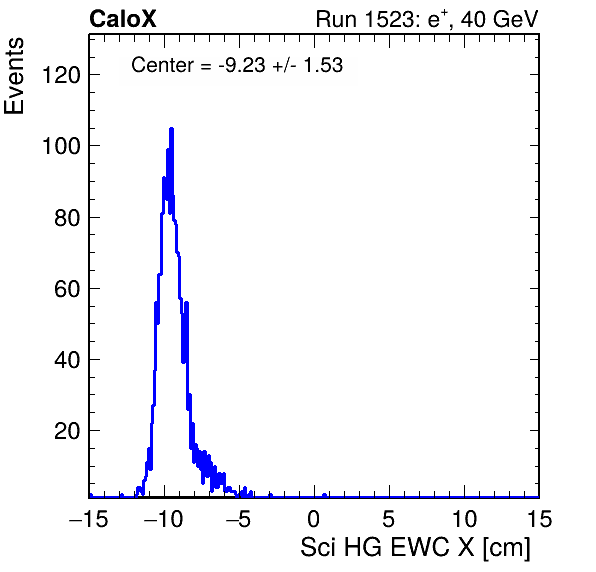 CaloX Run 1523: e⁺, 40 GeV
Center = -9.23 +/- 1.53
Events
120
100
80
60
40
20
−15 −10 −5 0 5 10 15
Sci HG EWC X [cm]